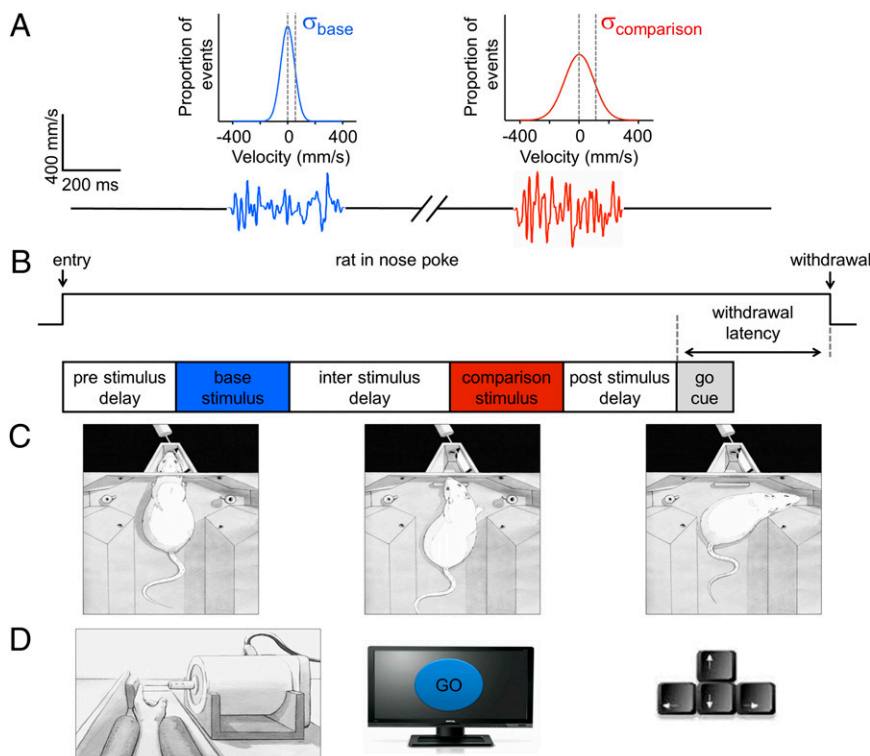 A
Proportion of
events
σbase
-400 0 400
Velocity (mm/s)
Proportion of
events
σcomparison
-400 0 400
Velocity (mm/s)
400 mm/s
200 ms
B
entry
rat in nose poke
withdrawal
withdrawal
latency
pre stimulus
delay
base
stimulus
inter stimulus
delay
comparison
stimulus
post stimulus
delay
go
cue
C
D
GO